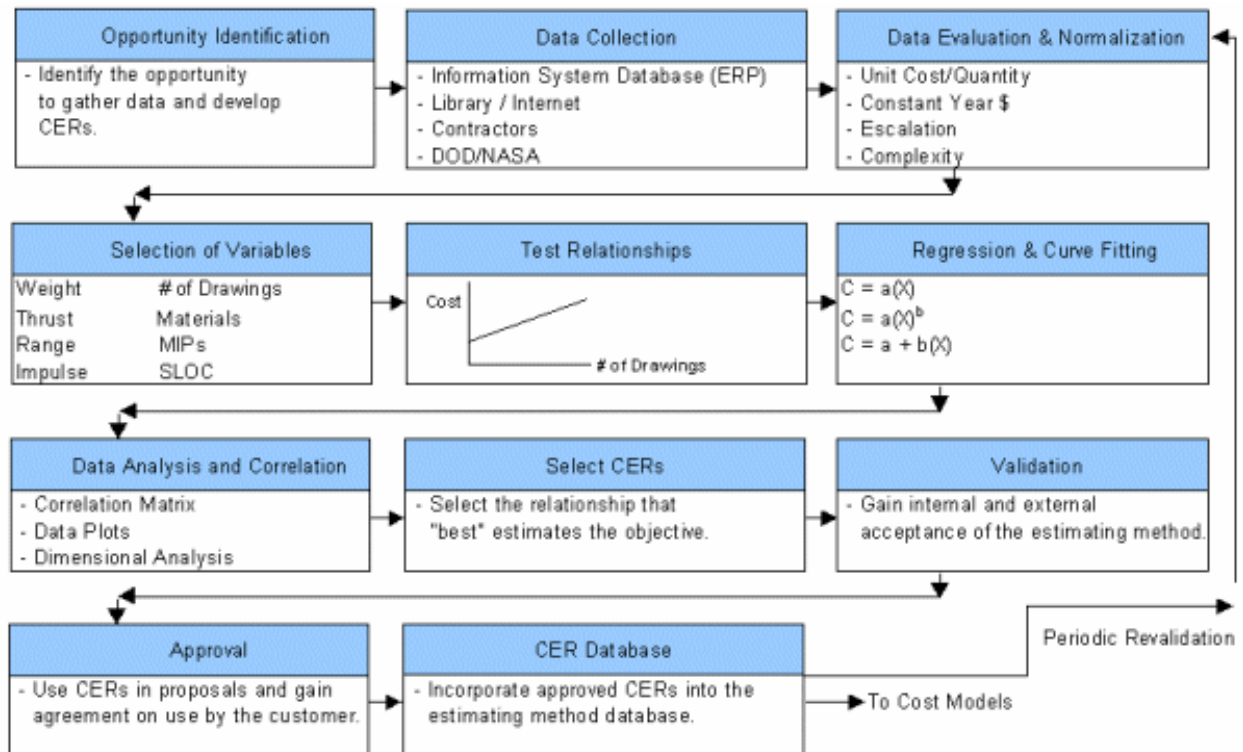 Opportunity Identification
- Identify the opportunity
to gather data and develop
CERs.
Data Collection
- Information System Database (ERP)
- Library / Internet
- Contractors
- DOD/NASA
Data Evaluation & Normalization
- Unit Cost/Quantity
- Constant Year $
- Escalation
- Complexity
Selection of Variables
Weight # of Drawings
Thrust Materials
Range MIPs
Impulse SLOC
Test Relationships
Cost
# of Drawings
Regression & Curve Fitting
C = a(X)
C = a(X)^b
C = a + b(X)
Data Analysis and Correlation
- Correlation Matrix
- Data Plots
- Dimensional Analysis
Select CERs
- Select the relationship that
"best" estimates the objective.
Validation
- Gain internal and external
acceptance of the estimating method.
Approval
- Use CERs in proposals and gain
agreement on use by the customer.
CER Database
- Incorporate approved CERs into the
estimating method database.
Periodic Revalidation
To Cost Models